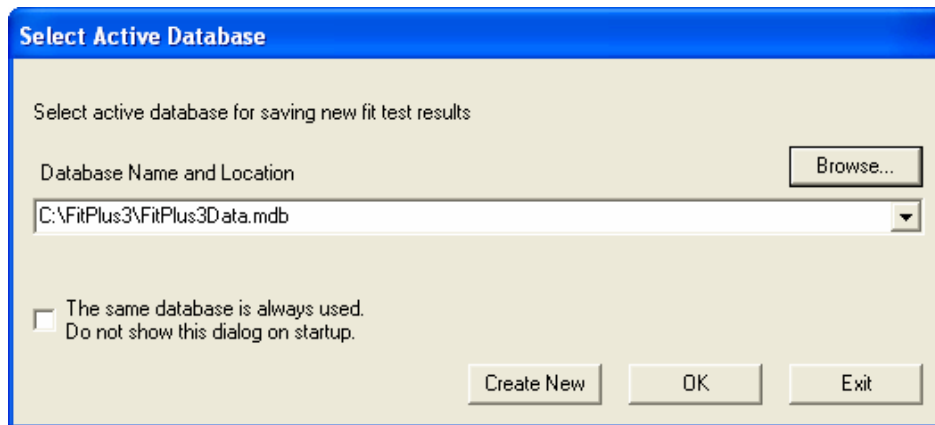 Select Active Database
Select active database for saving new fit test results
Database Name and Location
Browse...
C:\FitPlus3\FitPlus3Data.mdb
The same database is always used.
Do not show this dialog on startup.
Create New
OK
Exit